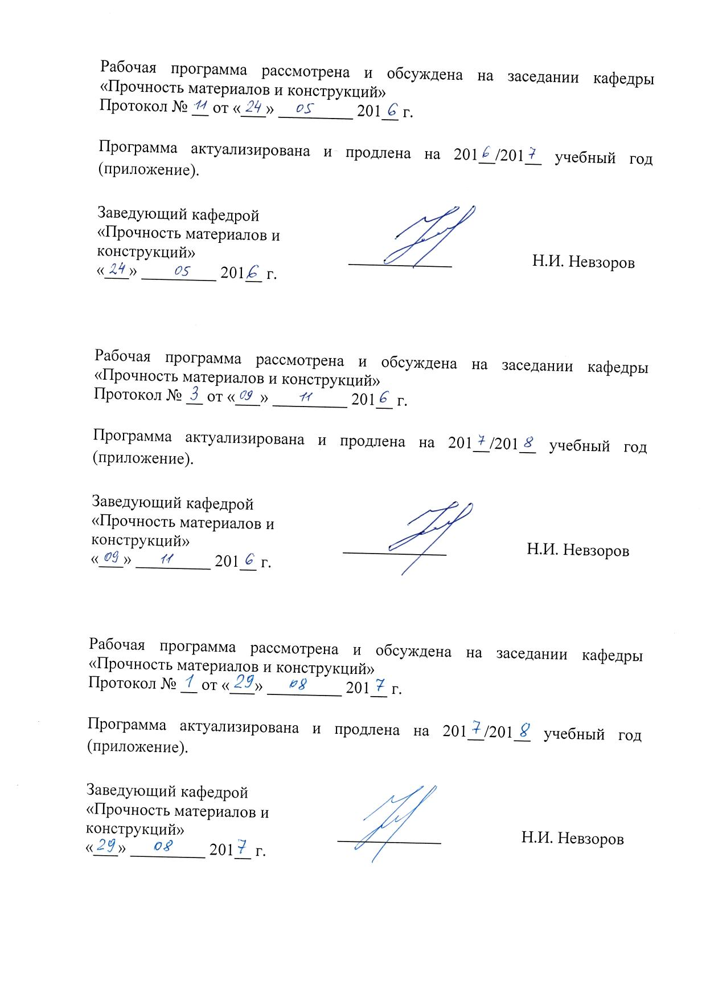 Рабочая программа рассмотрена и обсуждена на заседании кафедры
«Прочность материалов и конструкций»
Протокол № 11 от «24» 05 2016 г.
Программа актуализирована и продлена на 2016/2017 учебный год
(приложение).
Заведующий кафедрой
«Прочность материалов и
конструкций»
Н.И. Невзоров
«24» 05 2016 г.
Рабочая программа рассмотрена и обсуждена на заседании кафедры
«Прочность материалов и конструкций»
Протокол № 3 от «09» 11 2016 г.
Программа актуализирована и продлена на 2017/2018 учебный год
(приложение).
Заведующий кафедрой
«Прочность материалов и
конструкций»
Н.И. Невзоров
«09» 11 2016 г.
Рабочая программа рассмотрена и обсуждена на заседании кафедры
«Прочность материалов и конструкций»
Протокол № 1 от «29» 08 2017 г.
Программа актуализирована и продлена на 2017/2018 учебный год
(приложение).
Заведующий кафедрой
«Прочность материалов и
конструкций»
Н.И. Невзоров
«29» 08 2017 г.